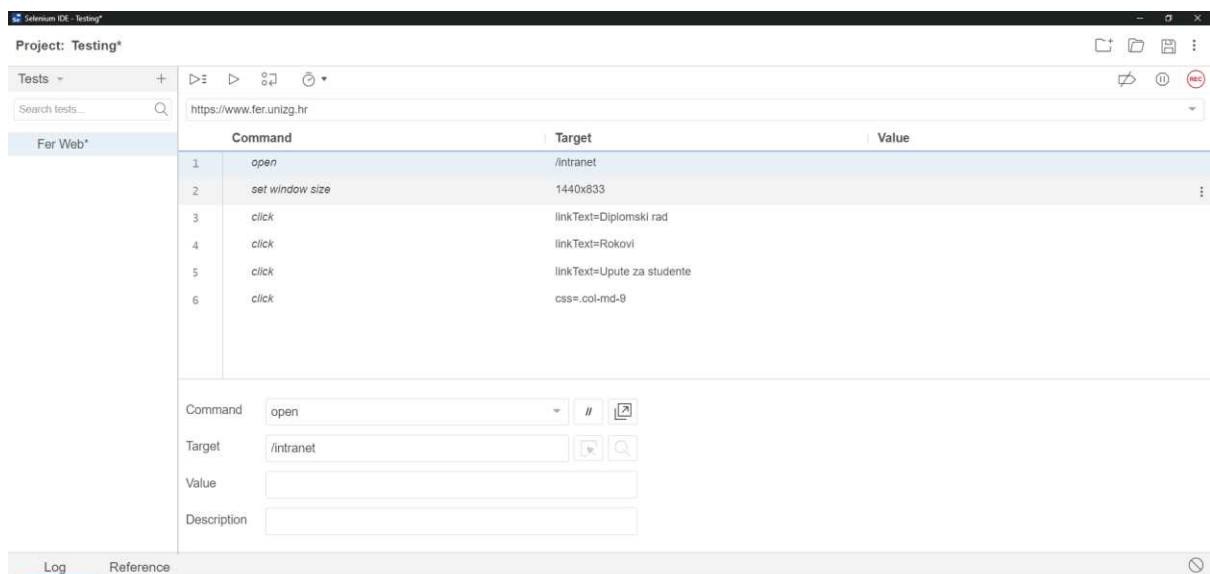 Selenium IDE - Testing*
Project: Testing*
Tests
Search tests...
Fer Web*
REC
https://www.fer.unizg.hr
Command Target Value
1 open /intranet
2 set window size 1440x833
3 click linkText=Diplomski rad
4 click linkText=Rokovi
5 click linkText=Upute za studente
6 click css=.col-md-9
Command open //
Target /intranet
Value
Description
Log Reference